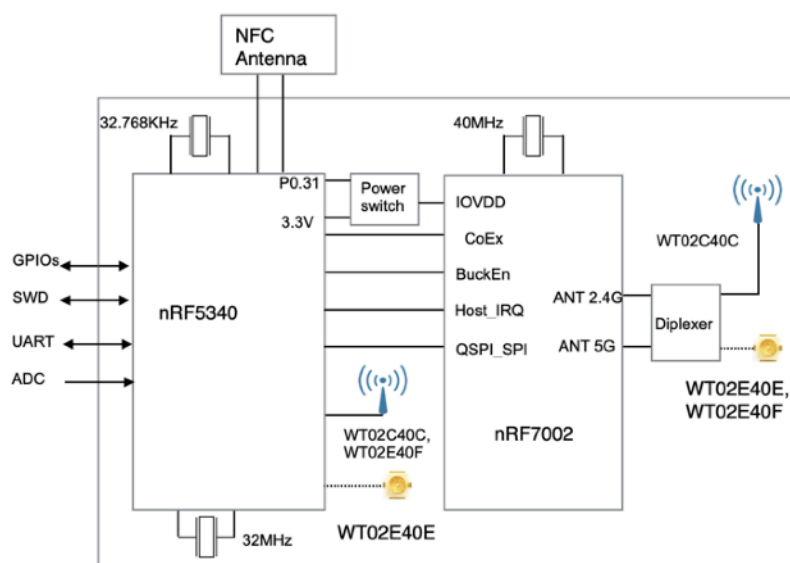 NFC
Antenna
32.768KHz
40MHz
P0.31
Power
switch
IOVDD
3.3V
WT02C40C
CoEx
GPIOs
BuckEn
SWD
nRF5340
ANT 2.4G
Host_IRQ
Diplexer
UART
QSPI_SPI
ANT 5G
ADC
WT02E40E,
WT02E40F
WT02C40C,
WT02E40F
nRF7002
WT02E40E
32MHz